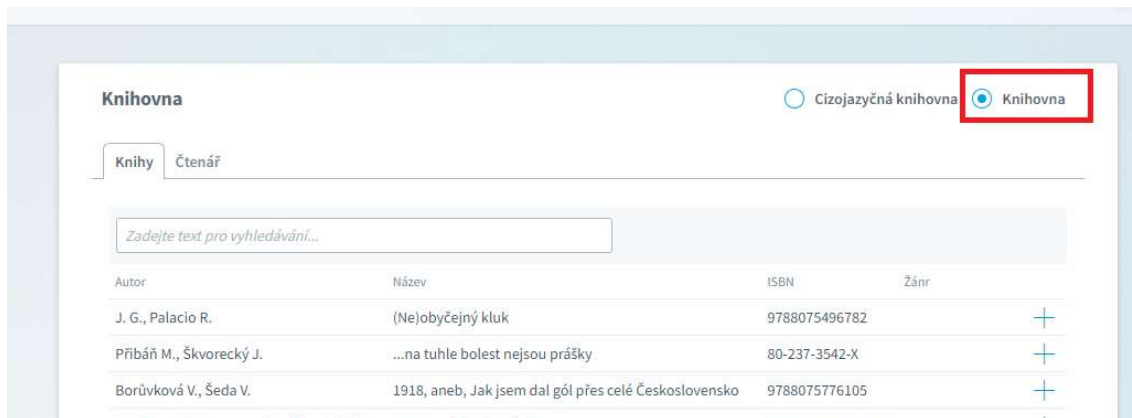 Knihovna Cizojazyčná knihovna Knihovna
Knihy Čtenář
Zadejte text pro vyhledávání...
Autor Název ISBN Žánr
J. G., Palacio R. (Ne)obyčejný kluk 9788075496782
Přibáň M., Škvorecký J. ...na tuhle bolest nejsou prášky 80-237-3542-X
Borůvková V., Šeda V. 1918, aneb, Jak jsem dal gól přes celé Československo 9788075776105